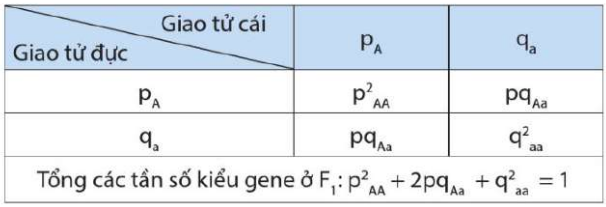 Giao tử cái
Giao tử đực
p_A q_a
p_A p²_AA pq_Aa
q_a pq_Aa q²_aa
Tổng các tần số kiểu gene ở F₁: p²_AA + 2pq_Aa + q²_aa = 1